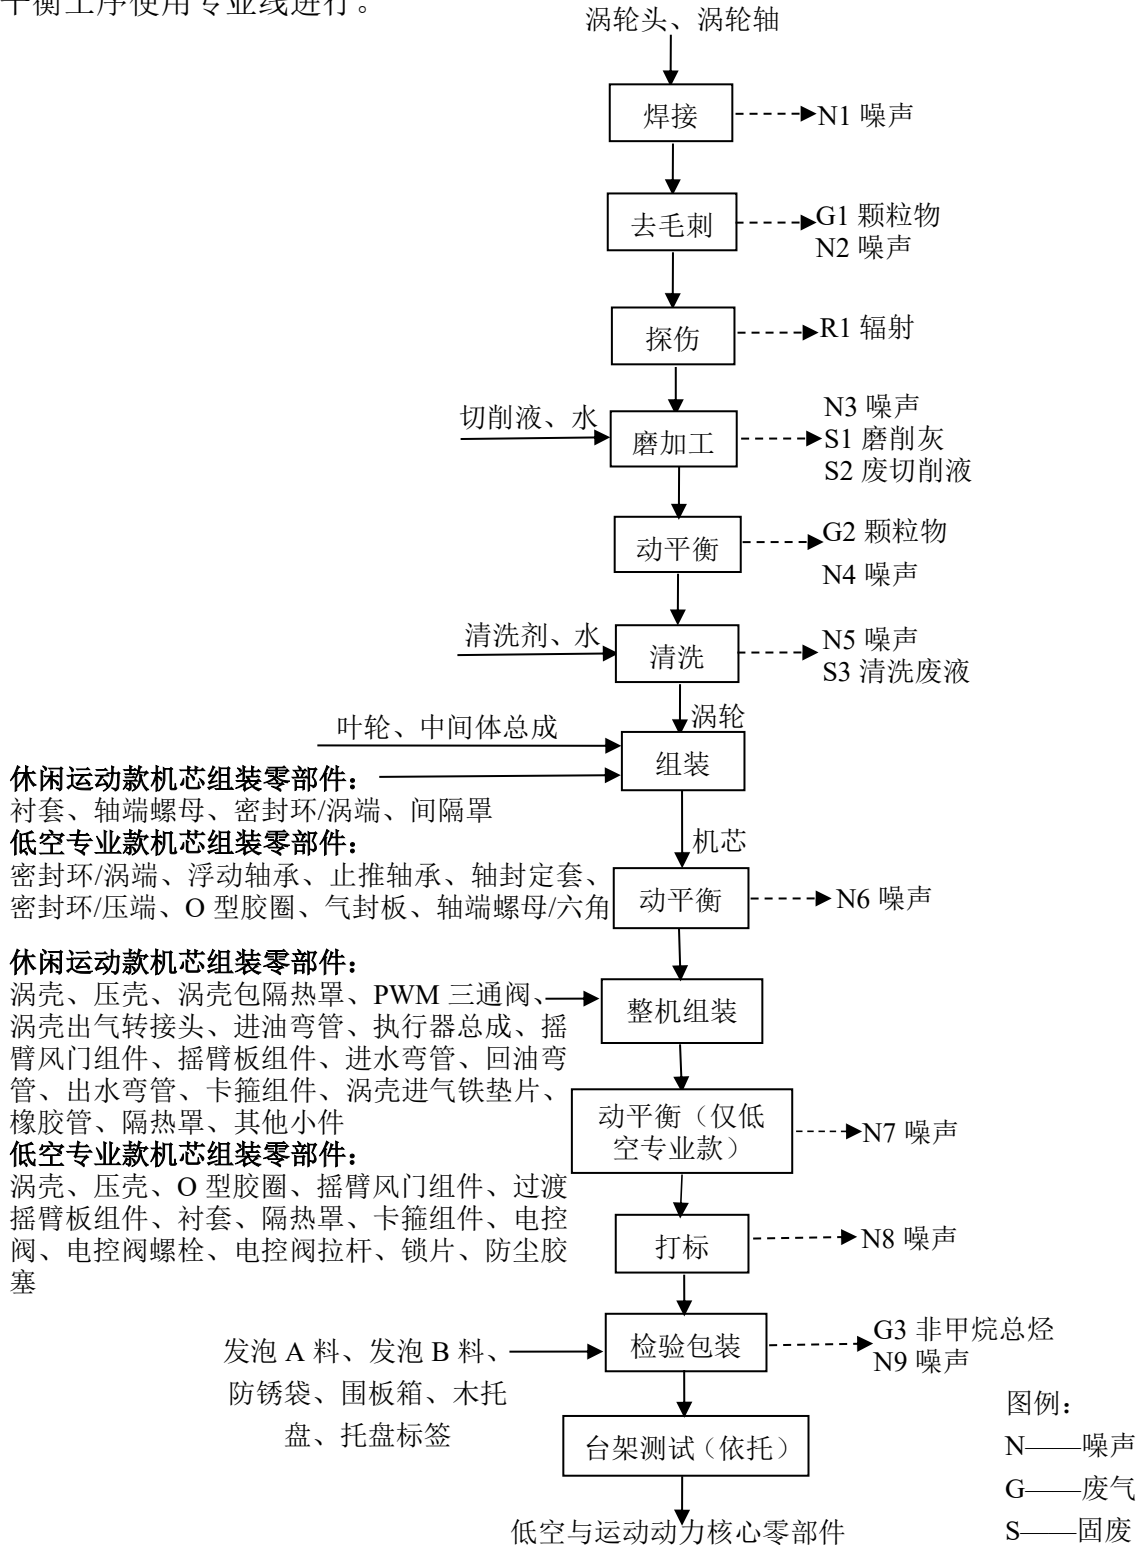 平衡工序使用专业线进行。
涡轮头、涡轮轴
焊接
N1 噪声
去毛刺
G1 颗粒物
N2 噪声
探伤
R1 辐射
切削液、水
磨加工
N3 噪声
S1 磨削灰
S2 废切削液
动平衡
G2 颗粒物
N4 噪声
清洗剂、水
清洗
N5 噪声
S3 清洗废液
涡轮
叶轮、中间体总成
组装
休闲运动款机芯组装零部件：
衬套、轴端螺母、密封环/涡端、间隔罩
低空专业款机芯组装零部件：
密封环/涡端、浮动轴承、止推轴承、轴封定套、
密封环/压端、O 型胶圈、气封板、轴端螺母/六角
机芯
动平衡
N6 噪声
休闲运动款机芯组装零部件：
涡壳、压壳、涡壳包隔热罩、PWM 三通阀、
涡壳出气转接头、进油弯管、执行器总成、摇
臂风门组件、摇臂板组件、进水弯管、回油弯
管、出水弯管、卡箍组件、涡壳进气铁垫片、
橡胶管、隔热罩、其他小件
低空专业款机芯组装零部件：
涡壳、压壳、O 型胶圈、摇臂风门组件、过渡
摇臂板组件、衬套、隔热罩、卡箍组件、电控
阀、电控阀螺栓、电控阀拉杆、锁片、防尘胶
塞
整机组装
动平衡（仅低
空专业款）
N7 噪声
打标
N8 噪声
发泡 A 料、发泡 B 料、
防锈袋、围板箱、木托
盘、托盘标签
检验包装
G3 非甲烷总烃
N9 噪声
台架测试（依托）
低空与运动动力核心零部件
图例：
N——噪声
G——废气
S——固废